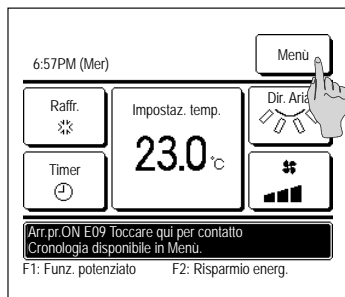 6:57PM (Mer)
Menù
Raffr.
Impostaz. temp.
Dir. Aria
23.0 °C
Timer
Arr.pr.ON E09 Toccare qui per contatto
Cronologia disponibile in Menù.
F1: Funz. potenziato F2: Risparmio energ.